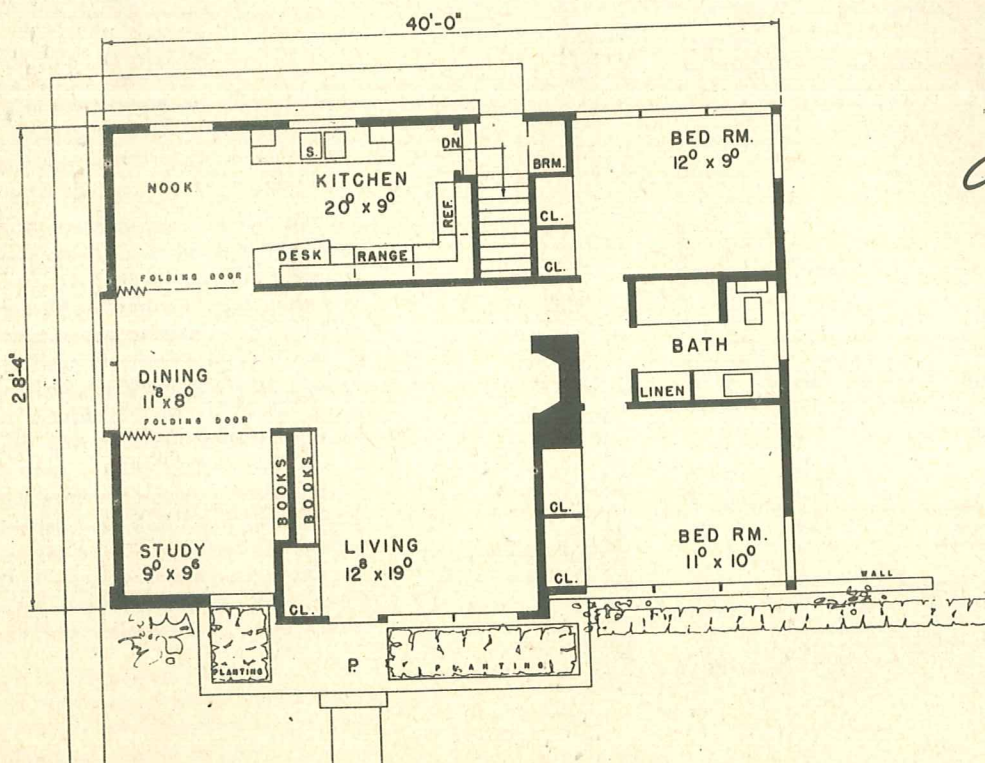 40'-0"
BED RM.
12⁰ x 9⁰
S.
DN.
BRM.
NOOK
KITCHEN
20⁰ x 9⁰
REF.
CL.
DESK
RANGE
CL.
FOLDING DOOR
28'-4"
BATH
DINING
11⁸ x 8⁰
LINEN
FOLDING DOOR
BOOKS
BOOKS
CL.
STUDY
9⁰ x 9⁶
LIVING
12⁸ x 19⁰
BED RM.
11⁰ x 10⁰
CL.
CL.
WALL
PLANTING
P.
PLANTING